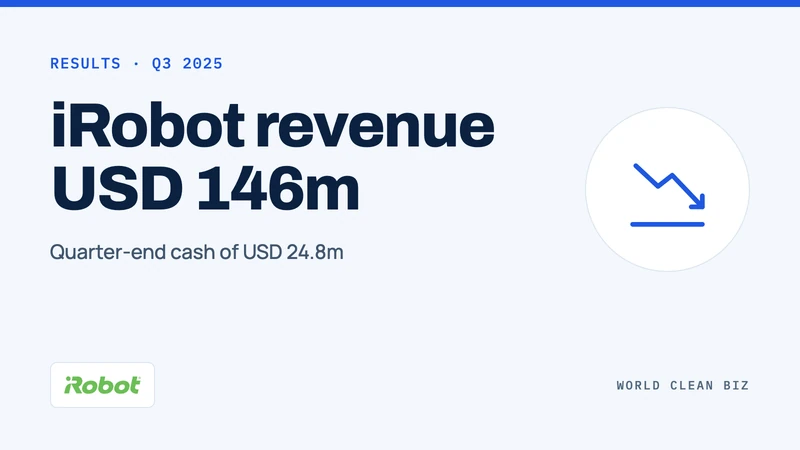 RESULTS · Q3 2025
iRobot revenue
USD 146m
Quarter-end cash of USD 24.8m
iRobot
WORLD CLEAN BIZ